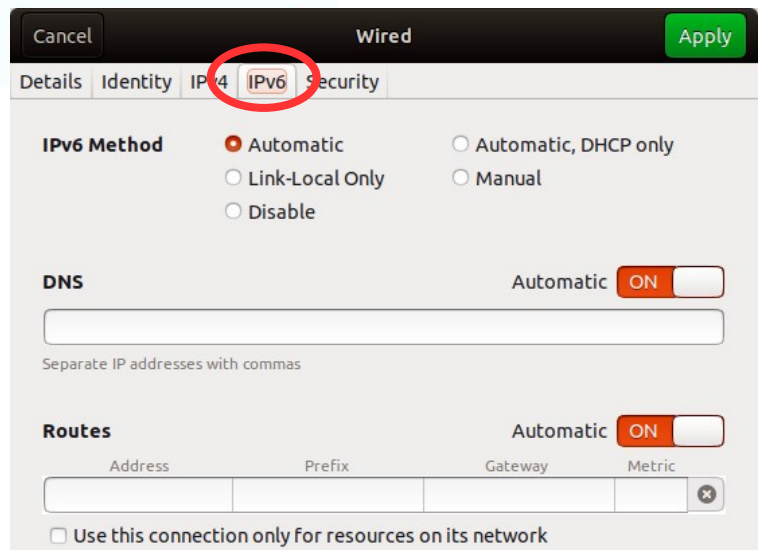 Cancel Wired Apply
Details Identity IPv4 IPv6 Security
IPv6 Method Automatic Automatic, DHCP only
Link-Local Only Manual
Disable
DNS Automatic ON
Separate IP addresses with commas
Routes Automatic ON
Address Prefix Gateway Metric
Use this connection only for resources on its network